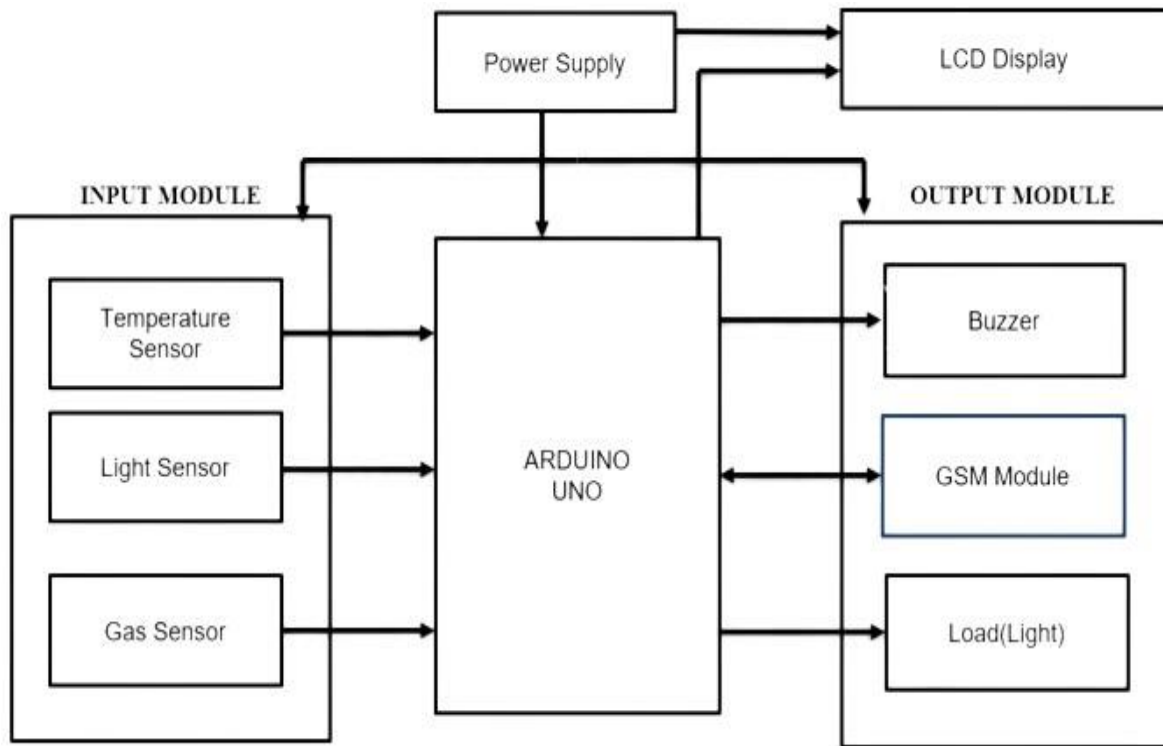 Power Supply
LCD Display
INPUT MODULE
OUTPUT MODULE
Temperature
Sensor
Light Sensor
Gas Sensor
ARDUINO
UNO
Buzzer
GSM Module
Load(Light)